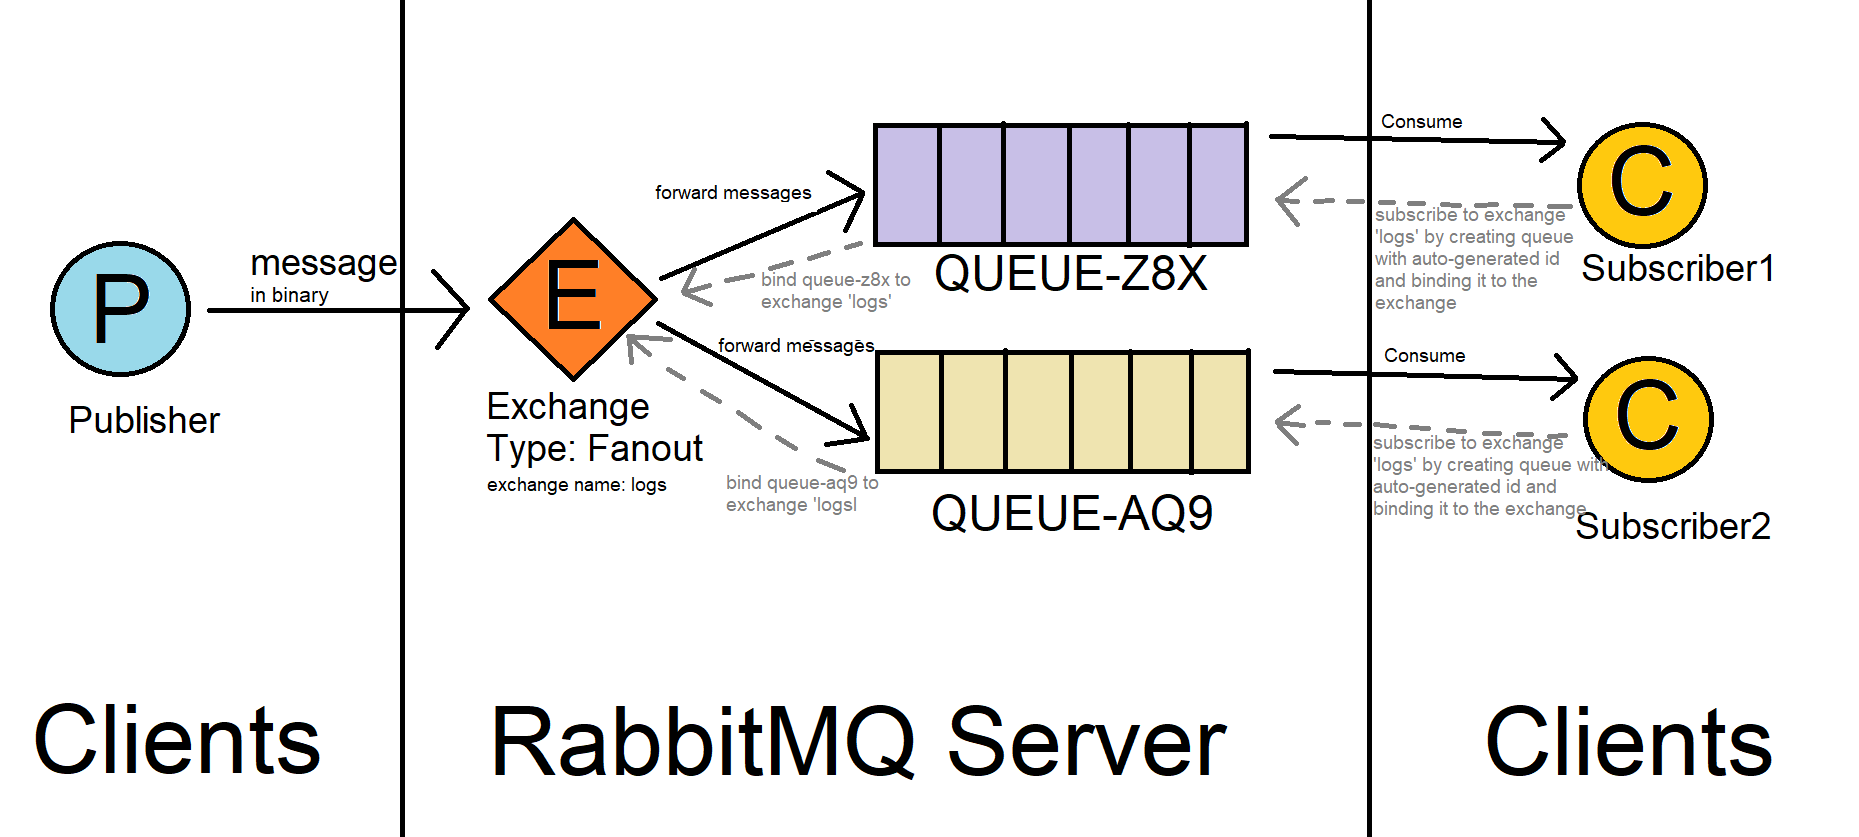 P
Publisher
message
in binary
E
Exchange
Type: Fanout
exchange name: logs
forward messages
bind queue-z8x to
exchange 'logs'
forward messages
bind queue-aq9 to
exchange 'logsl
QUEUE-Z8X
QUEUE-AQ9
Consume
subscribe to exchange
'logs' by creating queue
with auto-generated id
and binding it to the
exchange
C
Subscriber1
Consume
subscribe to exchange
'logs' by creating queue with
auto-generated id and
binding it to the exchange
C
Subscriber2
Clients
RabbitMQ Server
Clients